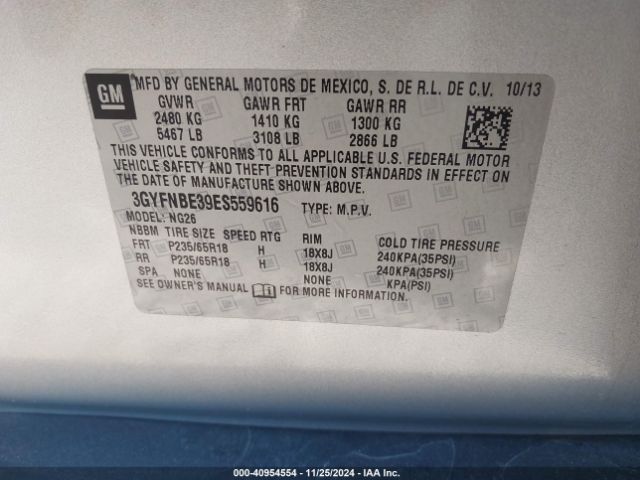 GM
MFD BY GENERAL MOTORS DE MEXICO, S. DE R.L. DE C.V. 10/13
GVWR GAWR FRT GAWR RR
2480 KG 1410 KG 1300 KG
5467 LB 3108 LB 2866 LB
THIS VEHICLE CONFORMS TO ALL APPLICABLE U.S. FEDERAL MOTOR
VEHICLE SAFETY AND THEFT PREVENTION STANDARDS IN EFFECT ON
THE DATE OF MANUFACTURE SHOWN ABOVE.
3GYFNBE39ES559616 TYPE: M.P.V.
MODEL: NG26
NBBM TIRE SIZE SPEED RTG RIM COLD TIRE PRESSURE
FRT P235/65R18 H 18X8J 240KPA(35PSI)
RR P235/65R18 H 18X8J 240KPA(35PSI)
SPA NONE NONE KPA(PSI)
SEE OWNER'S MANUAL FOR MORE INFORMATION.
000-40954554 | 11/25/2024 - IAA Inc.